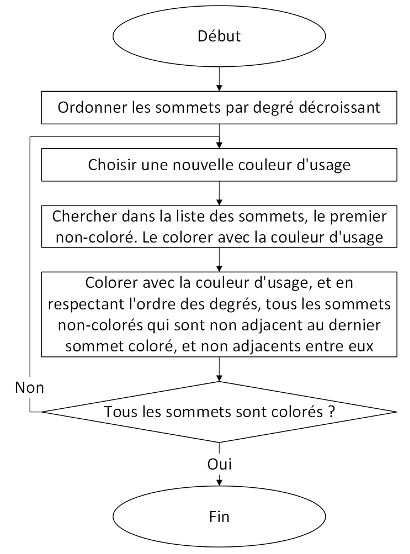 Début
Ordonner les sommets par degré décroissant
Choisir une nouvelle couleur d'usage
Chercher dans la liste des sommets, le premier
non-coloré. Le colorer avec la couleur d'usage
Colorer avec la couleur d'usage, et en
respectant l'ordre des degrés, tous les sommets
non-colorés qui sont non adjacent au dernier
sommet coloré, et non adjacents entre eux
Non
Tous les sommets sont colorés ?
Oui
Fin